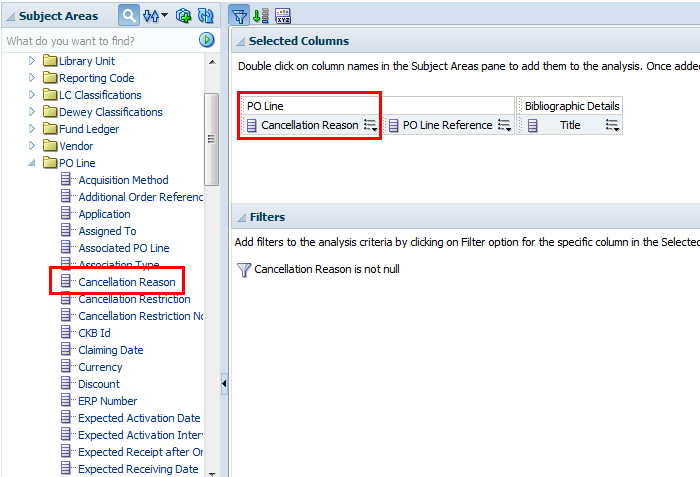 Subject Areas
What do you want to find?
Library Unit
Reporting Code
LC Classifications
Dewey Classifications
Fund Ledger
Vendor
PO Line
Acquisition Method
Additional Order Referenc
Application
Assigned To
Associated PO Line
Association Type
Cancellation Reason
Cancellation Restriction
Cancellation Restriction No
CKB Id
Claiming Date
Currency
Discount
ERP Number
Expected Activation Date
Expected Activation Interv
Expected Receipt after Or
Expected Receiving Date
Selected Columns
Double click on column names in the Subject Areas pane to add them to the analysis. Once added
PO Line
Cancellation Reason
PO Line Reference
Bibliographic Details
Title
Filters
Add filters to the analysis criteria by clicking on Filter option for the specific column in the Selected
Cancellation Reason is not null